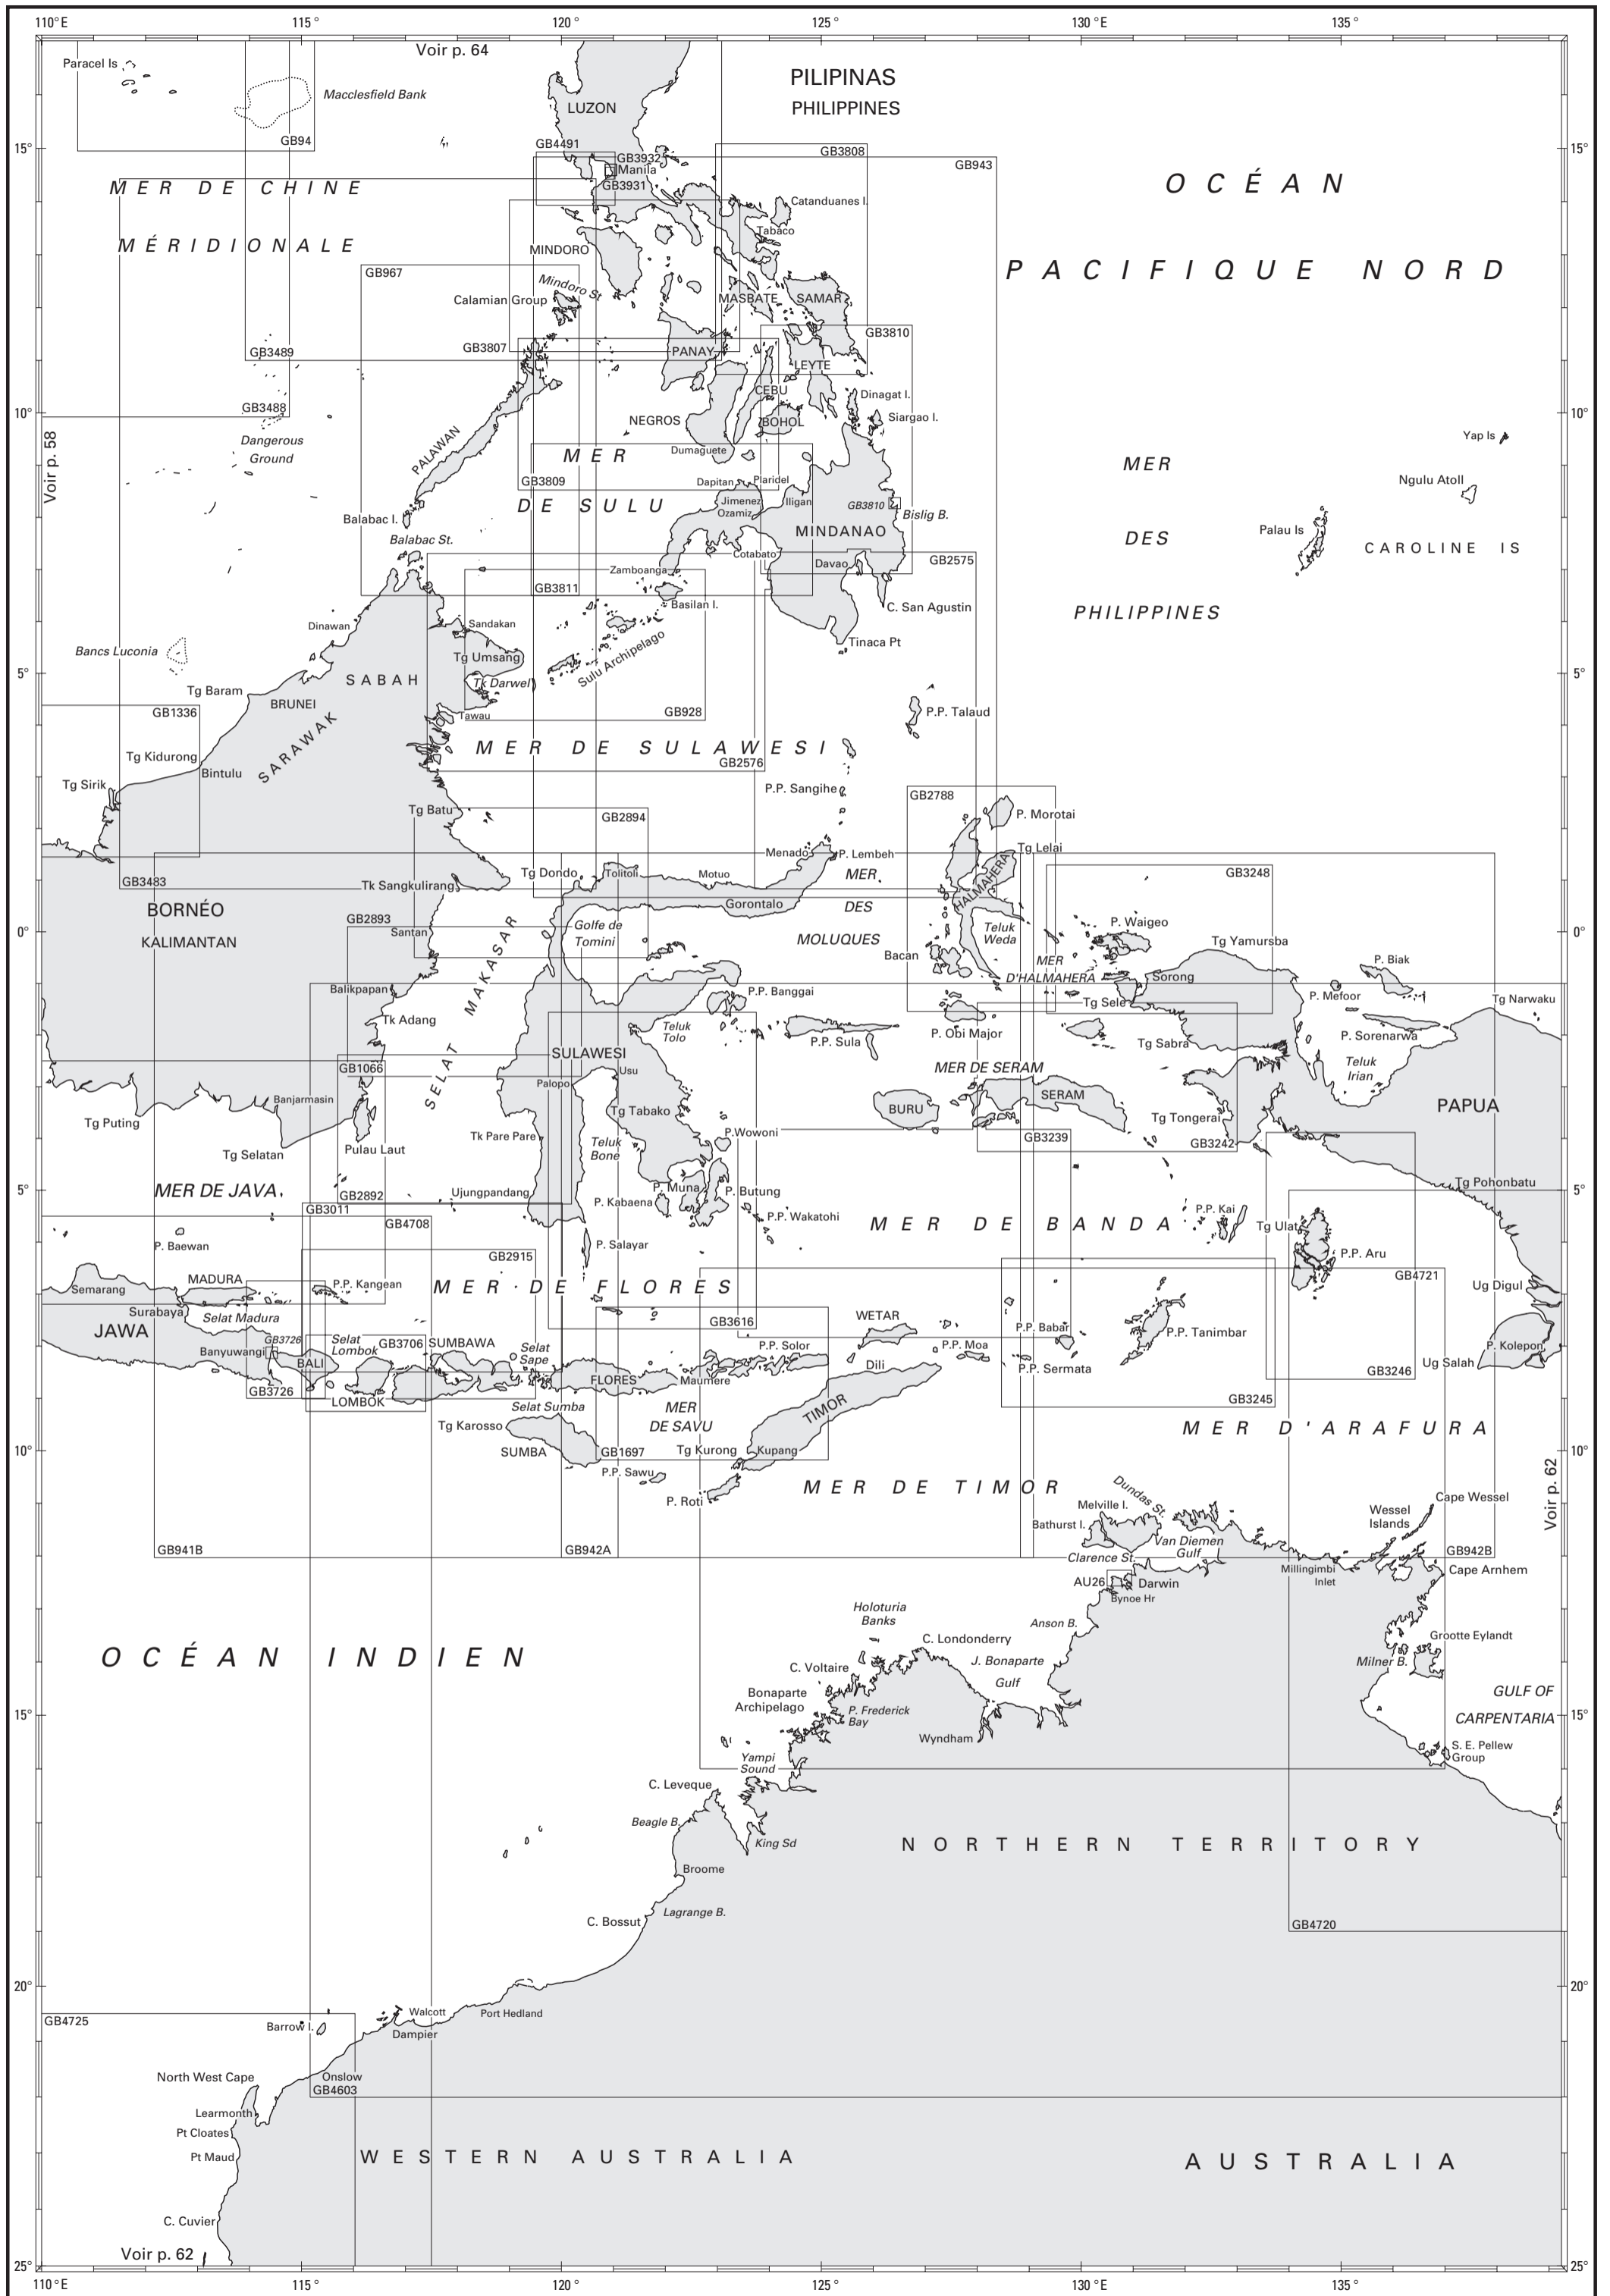 110°E
115°
120°
125°
130°E
135°
Voir p. 64
Paracel Is
Macclesfield Bank
PILIPINAS
PHILIPPINES
LUZON
GB94
15°
15°
GB4491
GB3932
Manila
GB3931
GB3808
GB943
MER DE CHINE
MÉRIDIONALE
OCÉAN
PACIFIQUE NORD
Catanduanes I.
Tabaco
MINDORO
GB967
Mindoro St
Calamian Group
MASBATE
SAMAR
GB3810
GB3489
GB3807
PANAY
LEYTE
CEBU
Dinagat I.
GB3488
10°
10°
NEGROS
BOHOL
Siargao I.
Dangerous
Ground
Voir p. 58
PALAWAN
Dumaguete
MER
DE SULU
GB3809
Dapitan
Plaridel
Jimenez
Ozamiz
Iligan
GB3810
Bislig B.
MINDANAO
MER
DES
PHILIPPINES
Yap Is
Ngulu Atoll
Palau Is
CAROLINE IS
Balabac I.
Balabac St.
Cotabato
GB2575
Davao
Zamboanga
GB3811
Basilan I.
C. San Agustin
Dinawan
Sandakan
Tinaca Pt
Bancs Luconia
Tg Umsang
Sulu Archipelago
5°
5°
SABAH
Tk Darwel
Tg Baram
BRUNEI
GB1336
Tawau
GB928
P.P. Talaud
SARAWAK
Tg Kidurong
Bintulu
MER DE SULAWESI
GB2576
Tg Sirik
P.P. Sangihe
GB2788
Tg Batu
GB2894
P. Morotai
Menado
P. Lembeh
Tg Lelai
GB3483
Tk Sangkulirang
Tg Dondo
Tolitoli
Motuo
MER
DES
MOLUQUES
HALMAHERA
GB3248
BORNÉO
KALIMANTAN
GB2893
Santan
Gorontalo
Golfe de
Tomini
Teluk
Weda
P. Waigeo
0°
0°
Tg Yamursba
Bacan
MER
D'HALMAHERA
P. Biak
SELAT MAKASAR
Balikpapan
P.P. Banggai
Sorong
P. Mefoor
Tg Narwaku
Tk Adang
Teluk
Tolo
Tg Sele
P. Obi Major
P.P. Sula
Tg Sabra
P. Sorenarwa
SULAWESI
GB1066
Usu
MER DE SERAM
Teluk
Irian
Palopo
SERAM
Banjarmasin
Tg Tabako
BURU
PAPUA
Tg Puting
Tg Tongerai
Tk Pare Pare
Teluk
Bone
P.Wowoni
GB3239
GB3242
Tg Selatan
Pulau Laut
MER DE JAVA
GB2892
Ujungpandang
P. Muna
P. Butung
Tg Pohonbatu
5°
5°
GB3011
P. Kabaena
P.P. Wakatohi
MER DE BANDA
P.P. Kai
Tg Ulat
GB4708
P. Baewan
P. Salayar
P.P. Aru
GB2915
GB4721
MADURA
P.P. Kangean
MER DE FLORES
Ug Digul
Semarang
Surabaya
Selat Madura
GB3616
WETAR
JAWA
GB3726
Banyuwangi
Selat
Lombok
GB3706
SUMBAWA
Selat
Sape
P.P. Solor
P.P. Moa
P.P. Babar
P.P. Tanimbar
P. Kolepon
BALI
Dili
P.P. Sermata
Ug Salah
GB3726
FLORES
Maumere
GB3246
LOMBOK
Selat Sumba
MER
DE SAVU
TIMOR
GB3245
Tg Karosso
MER D'ARAFURA
10°
10°
SUMBA
GB1697
Tg Kurong
Kupang
P.P. Sawu
P. Roti
MER DE TIMOR
Dundas St.
Melville I.
Bathurst I.
Cape Wessel
Wessel
Islands
Voir p. 62
Van Diemen
Gulf
Clarence St.
GB941B
GB942A
GB942B
Millingimbi
Inlet
Cape Arnhem
AU26
Darwin
Bynoe Hr
Holoturia
Banks
Anson B.
Grootte Eylandt
OCÉAN INDIEN
C. Londonderry
J. Bonaparte
Gulf
Milner B.
C. Voltaire
Bonaparte
Archipelago
P. Frederick
Bay
GULF OF
CARPENTARIA
15°
15°
Wyndham
S. E. Pellew
Group
Yampi
Sound
C. Leveque
Beagle B.
King Sd
NORTHERN TERRITORY
Broome
C. Bossut
Lagrange B.
GB4720
20°
20°
GB4725
Barrow I.
Walcott
Port Hedland
Dampier
North West Cape
Onslow
GB4603
Learmonth
Pt Cloates
Pt Maud
WESTERN AUSTRALIA
AUSTRALIA
C. Cuvier
Voir p. 62
25°
25°
110°E
115°
120°
125°
130°E
135°